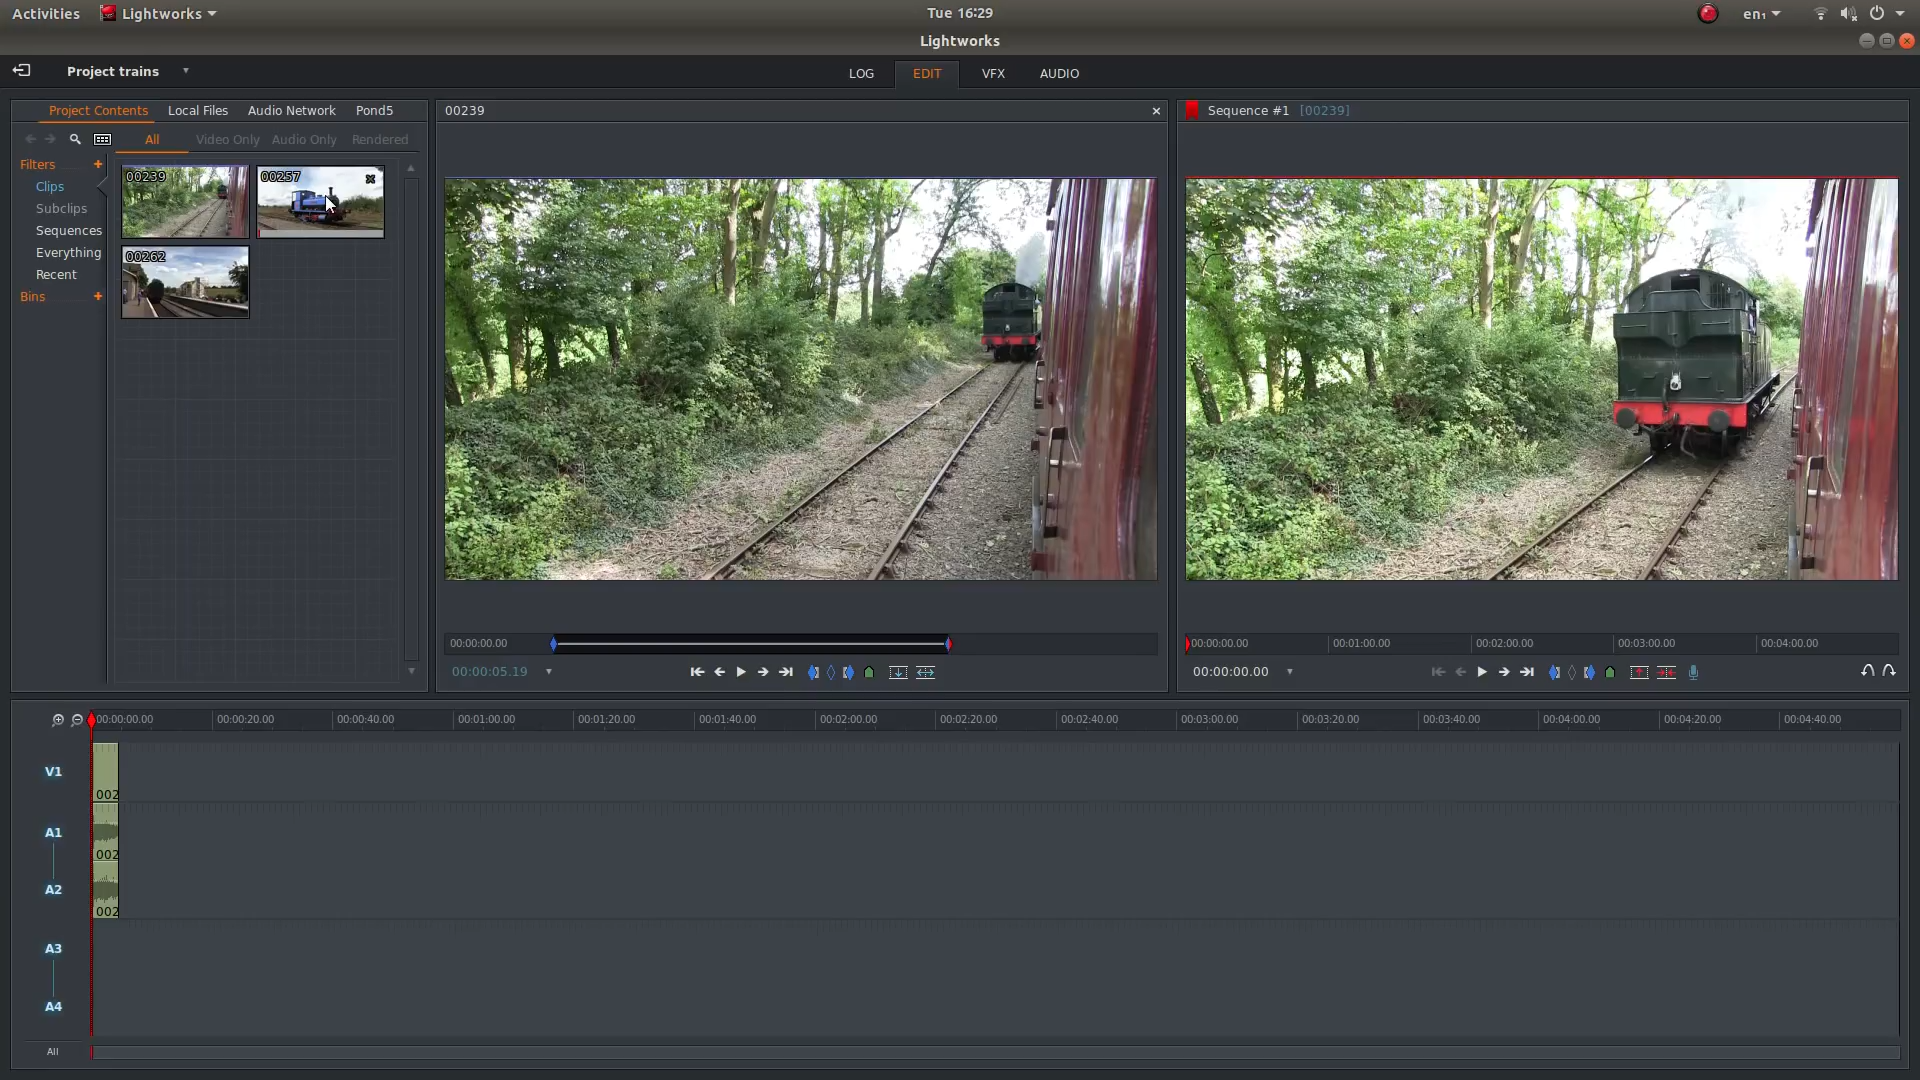 Activities Lightworks Tue 16:29 en₁
Lightworks
Project trains LOG EDIT VFX AUDIO
Project Contents Local Files Audio Network Pond5
All Video Only Audio Only Rendered
Filters +
Clips
Subclips
Sequences
Everything
Recent
Bins +
00239
00257
00262
00239
00:00:00.00
00:00:05.19
Sequence #1 [00239]
00:00:00.00 00:01:00.00 00:02:00.00 00:03:00.00 00:04:00.00
00:00:00.00
00:00:00.00 00:00:20.00 00:00:40.00 00:01:00.00 00:01:20.00 00:01:40.00 00:02:00.00 00:02:20.00 00:02:40.00 00:03:00.00 00:03:20.00 00:03:40.00 00:04:00.00 00:04:20.00 00:04:40.00
V1
002
A1
002
A2
002
A3
A4
All